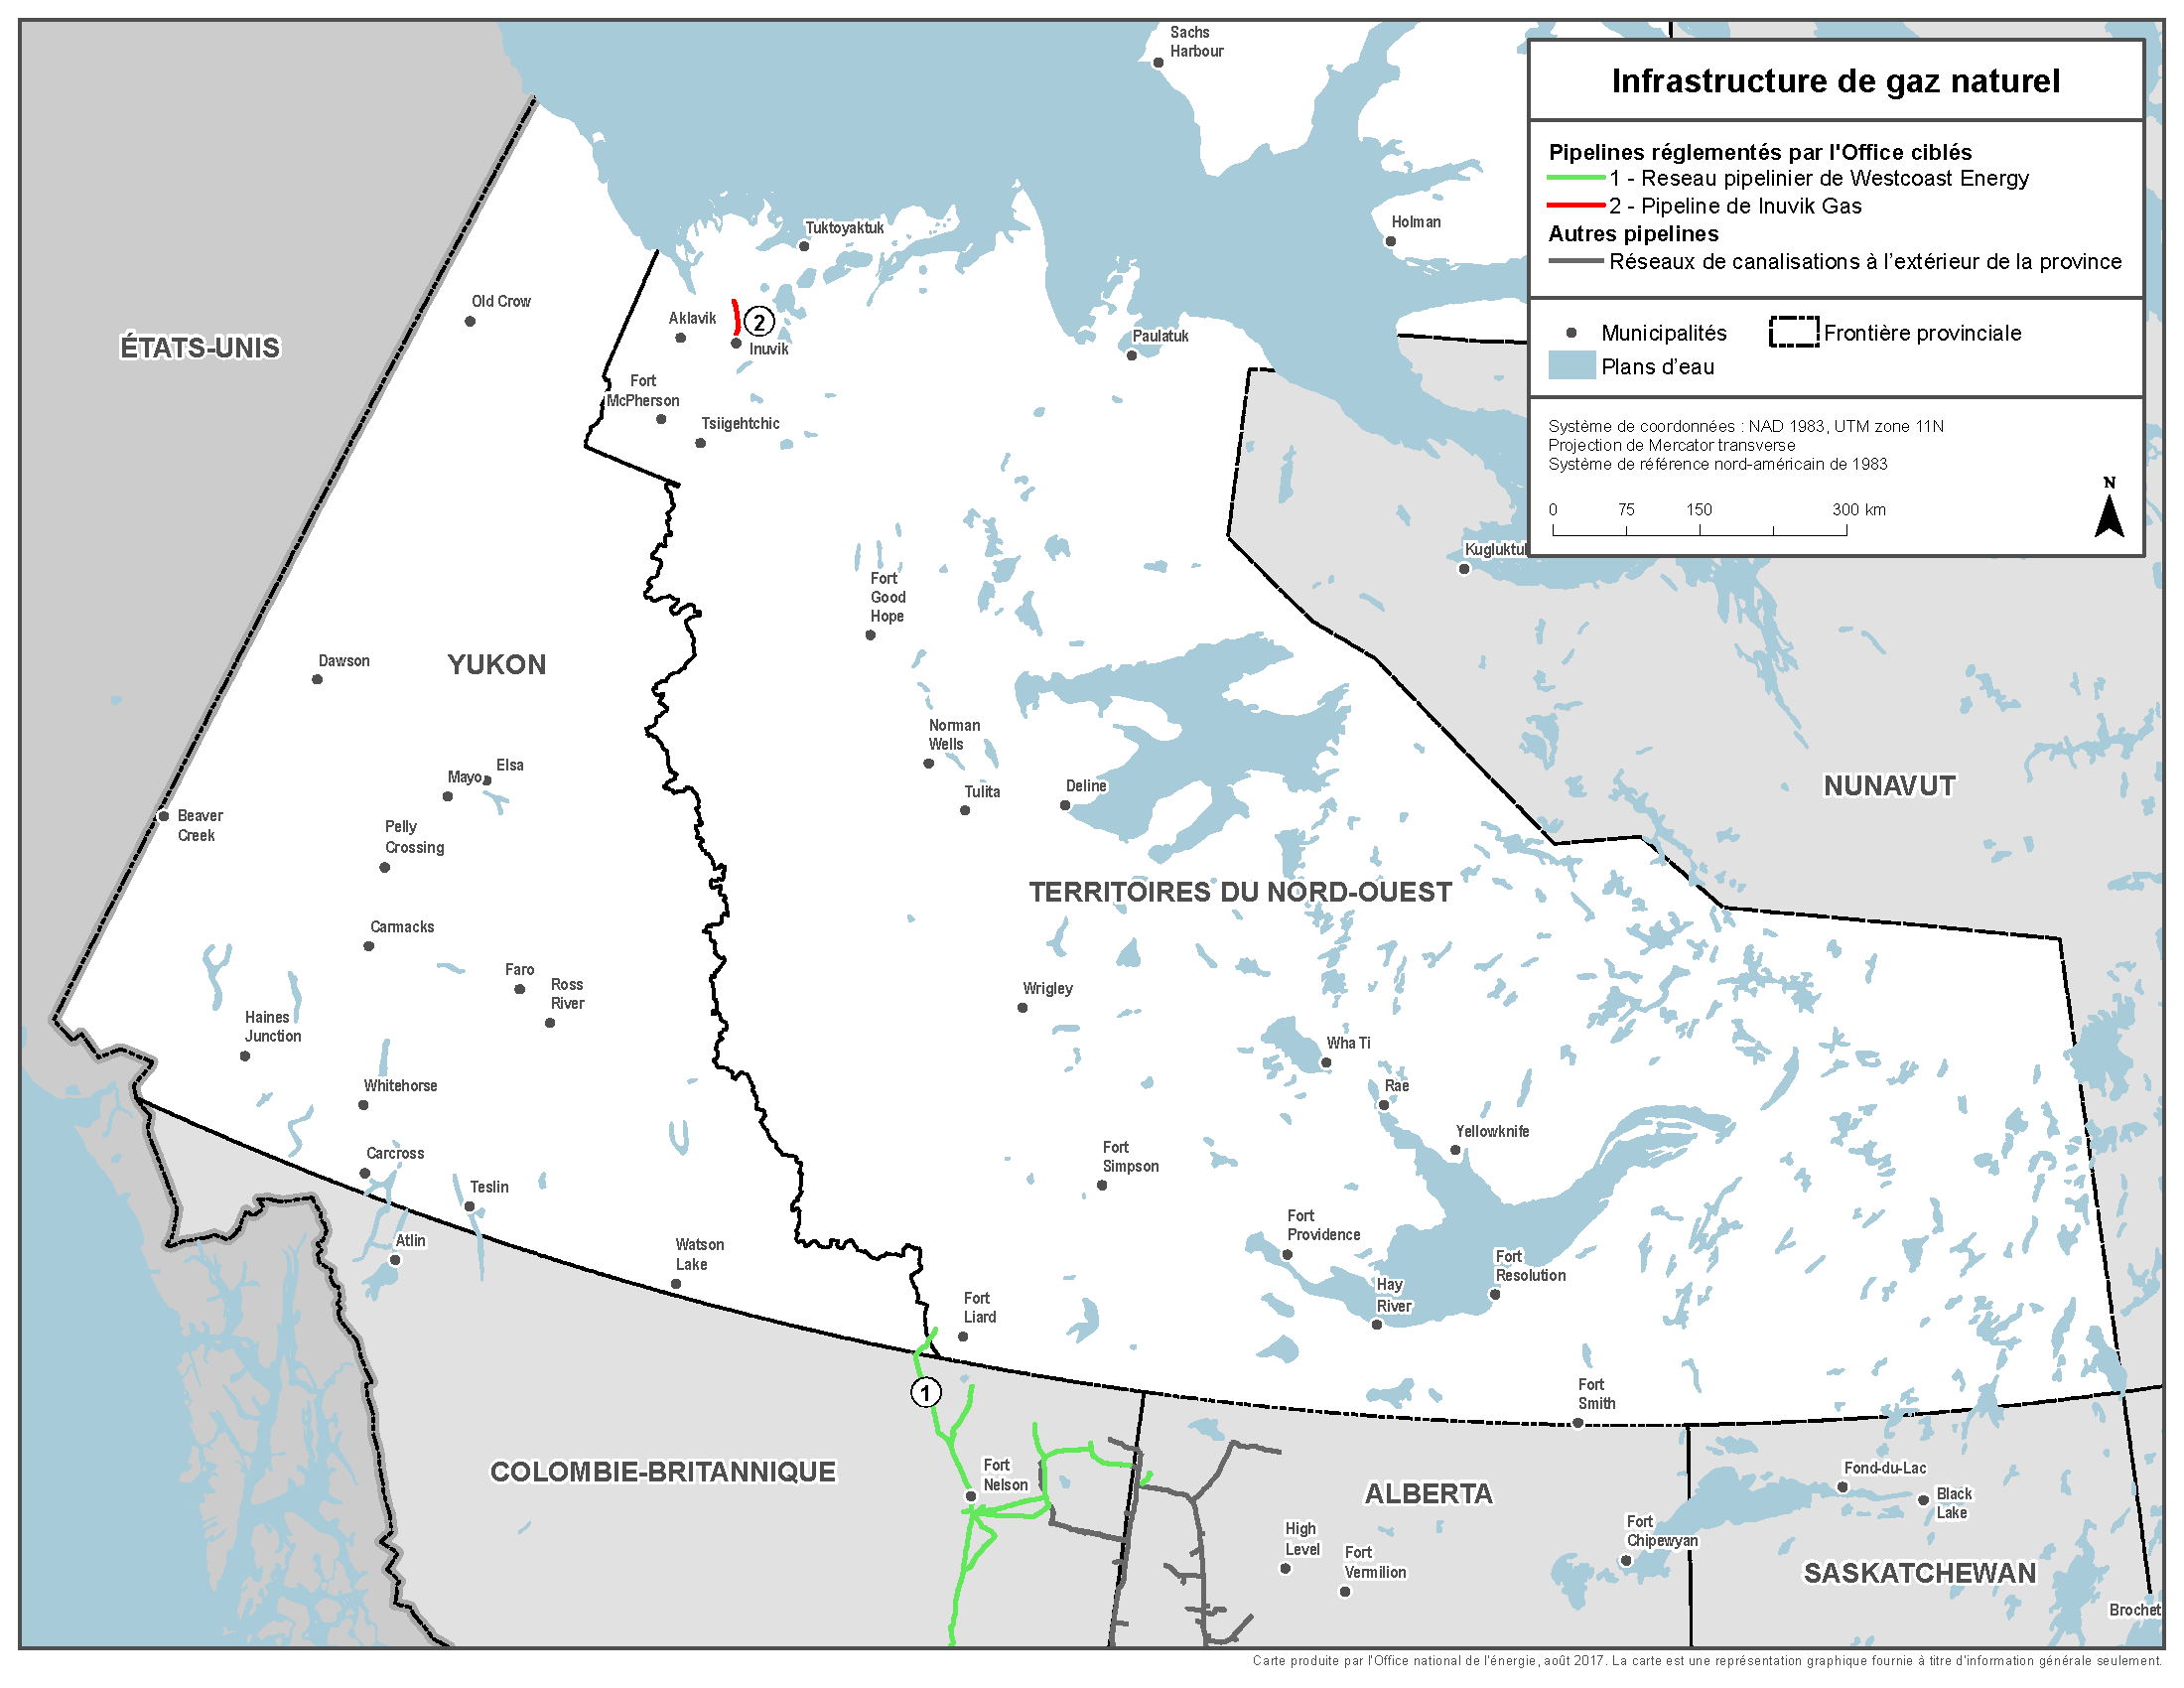 Sachs
Harbour
Infrastructure de gaz naturel
Pipelines réglementés par l'Office ciblés
1 - Reseau pipelinier de Westcoast Energy
2 - Pipeline de Inuvik Gas
Autres pipelines
Réseaux de canalisations à l’extérieur de la province
Municipalités
Frontière provinciale
Plans d’eau
Système de coordonnées : NAD 1983, UTM zone 11N
Projection de Mercator transverse
Système de référence nord-américain de 1983
0 75 150 300 km
N
Tuktoyaktuk
Holman
Old Crow
Aklavik
2
Inuvik
Paulatuk
ÉTATS-UNIS
Fort
McPherson
Tsiigehtchic
Fort
Good
Hope
Dawson
YUKON
Norman
Wells
Elsa
Mayo
Tulita
Deline
NUNAVUT
Beaver
Creek
Pelly
Crossing
TERRITOIRES DU NORD-OUEST
Carmacks
Faro
Ross
River
Wrigley
Haines
Junction
Wha Ti
Whitehorse
Rae
Yellowknife
Carcross
Fort
Simpson
Teslin
Atlin
Watson
Lake
Fort
Providence
Fort
Resolution
Hay
River
Fort
Liard
1
Fort
Smith
COLOMBIE-BRITANNIQUE
Fort
Nelson
ALBERTA
Fond-du-Lac
Black
Lake
High
Level
Fort
Vermilion
Fort
Chipewyan
SASKATCHEWAN
Brochet
Carte produite par l'Office national de l'énergie, août 2017. La carte est une représentation graphique fournie à titre d'information générale seulement.